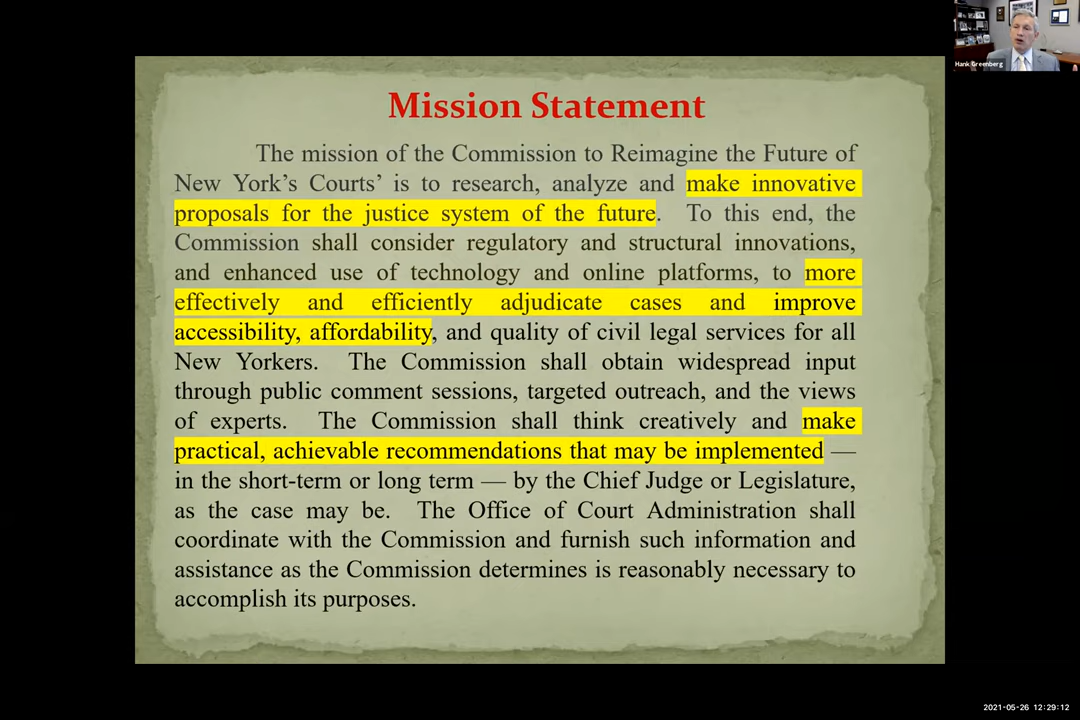 Hank Greenberg
Mission Statement
The mission of the Commission to Reimagine the Future of
New York’s Courts’ is to research, analyze and make innovative
proposals for the justice system of the future. To this end, the
Commission shall consider regulatory and structural innovations,
and enhanced use of technology and online platforms, to more
effectively and efficiently adjudicate cases and improve
accessibility, affordability, and quality of civil legal services for all
New Yorkers. The Commission shall obtain widespread input
through public comment sessions, targeted outreach, and the views
of experts. The Commission shall think creatively and make
practical, achievable recommendations that may be implemented —
in the short-term or long term — by the Chief Judge or Legislature,
as the case may be. The Office of Court Administration shall
coordinate with the Commission and furnish such information and
assistance as the Commission determines is reasonably necessary to
accomplish its purposes.
2021-05-26 12:29:12